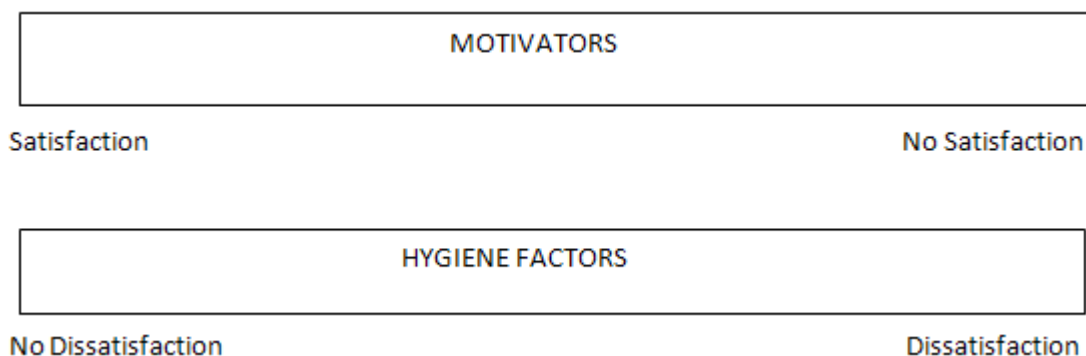 MOTIVATORS
Satisfaction No Satisfaction
HYGIENE FACTORS
No Dissatisfaction Dissatisfaction